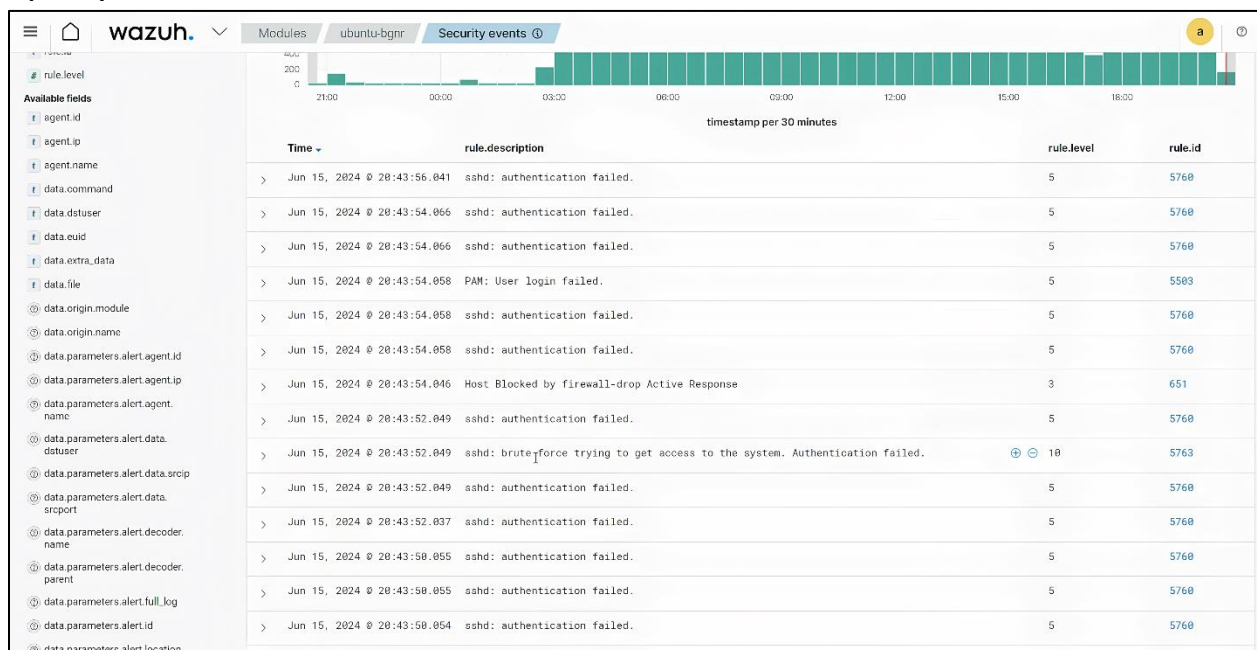 wazuh.
Modules
ubuntu-bgnr
Security events
a
rule.level
Available fields
agent.id
agent.ip
agent.name
data.command
data.dstuser
data.euid
data.extra_data
data.file
data.origin.module
data.origin.name
data.parameters.alert.agent.id
data.parameters.alert.agent.ip
data.parameters.alert.agent.
name
data.parameters.alert.data.
dstuser
data.parameters.alert.data.srcip
data.parameters.alert.data.
srcport
data.parameters.alert.decoder.
name
data.parameters.alert.decoder.
parent
data.parameters.alert.full_log
data.parameters.alert.id
data.parameters.alert.location
400
200
0
21:00 00:00 03:00 06:00 09:00 12:00 15:00 18:00
timestamp per 30 minutes
Time rule.description rule.level rule.id
Jun 15, 2024 @ 20:43:56.041 sshd: authentication failed. 5 5760
Jun 15, 2024 @ 20:43:54.066 sshd: authentication failed. 5 5760
Jun 15, 2024 @ 20:43:54.066 sshd: authentication failed. 5 5760
Jun 15, 2024 @ 20:43:54.058 PAM: User login failed. 5 5503
Jun 15, 2024 @ 20:43:54.058 sshd: authentication failed. 5 5760
Jun 15, 2024 @ 20:43:54.058 sshd: authentication failed. 5 5760
Jun 15, 2024 @ 20:43:54.046 Host Blocked by firewall-drop Active Response 3 651
Jun 15, 2024 @ 20:43:52.049 sshd: authentication failed. 5 5760
Jun 15, 2024 @ 20:43:52.049 sshd: brute force trying to get access to the system. Authentication failed. 10 5763
Jun 15, 2024 @ 20:43:52.049 sshd: authentication failed. 5 5760
Jun 15, 2024 @ 20:43:52.037 sshd: authentication failed. 5 5760
Jun 15, 2024 @ 20:43:50.055 sshd: authentication failed. 5 5760
Jun 15, 2024 @ 20:43:50.055 sshd: authentication failed. 5 5760
Jun 15, 2024 @ 20:43:50.054 sshd: authentication failed. 5 5760